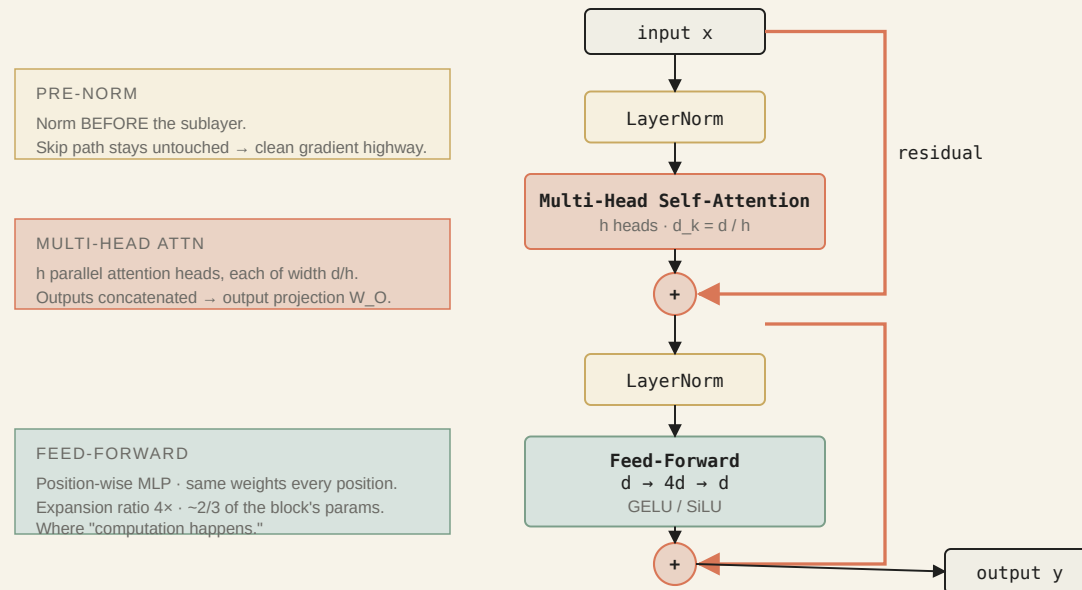 input x
PRE-NORM
Norm BEFORE the sublayer.
Skip path stays untouched → clean gradient highway.
LayerNorm
residual
Multi-Head Self-Attention
h heads · d_k = d / h
MULTI-HEAD ATTN
h parallel attention heads, each of width d/h.
Outputs concatenated → output projection W_O.
+
LayerNorm
FEED-FORWARD
Position-wise MLP · same weights every position.
Expansion ratio 4× · ~2/3 of the block's params.
Where "computation happens."
Feed-Forward
d → 4d → d
GELU / SiLU
+
output y